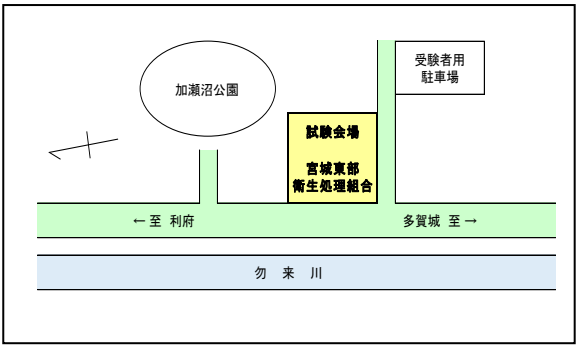 受験者用
駐車場
加瀬沼公園
試験会場
宮城東部
衛生処理組合
←至 利府
多賀城 至→
勿 来 川